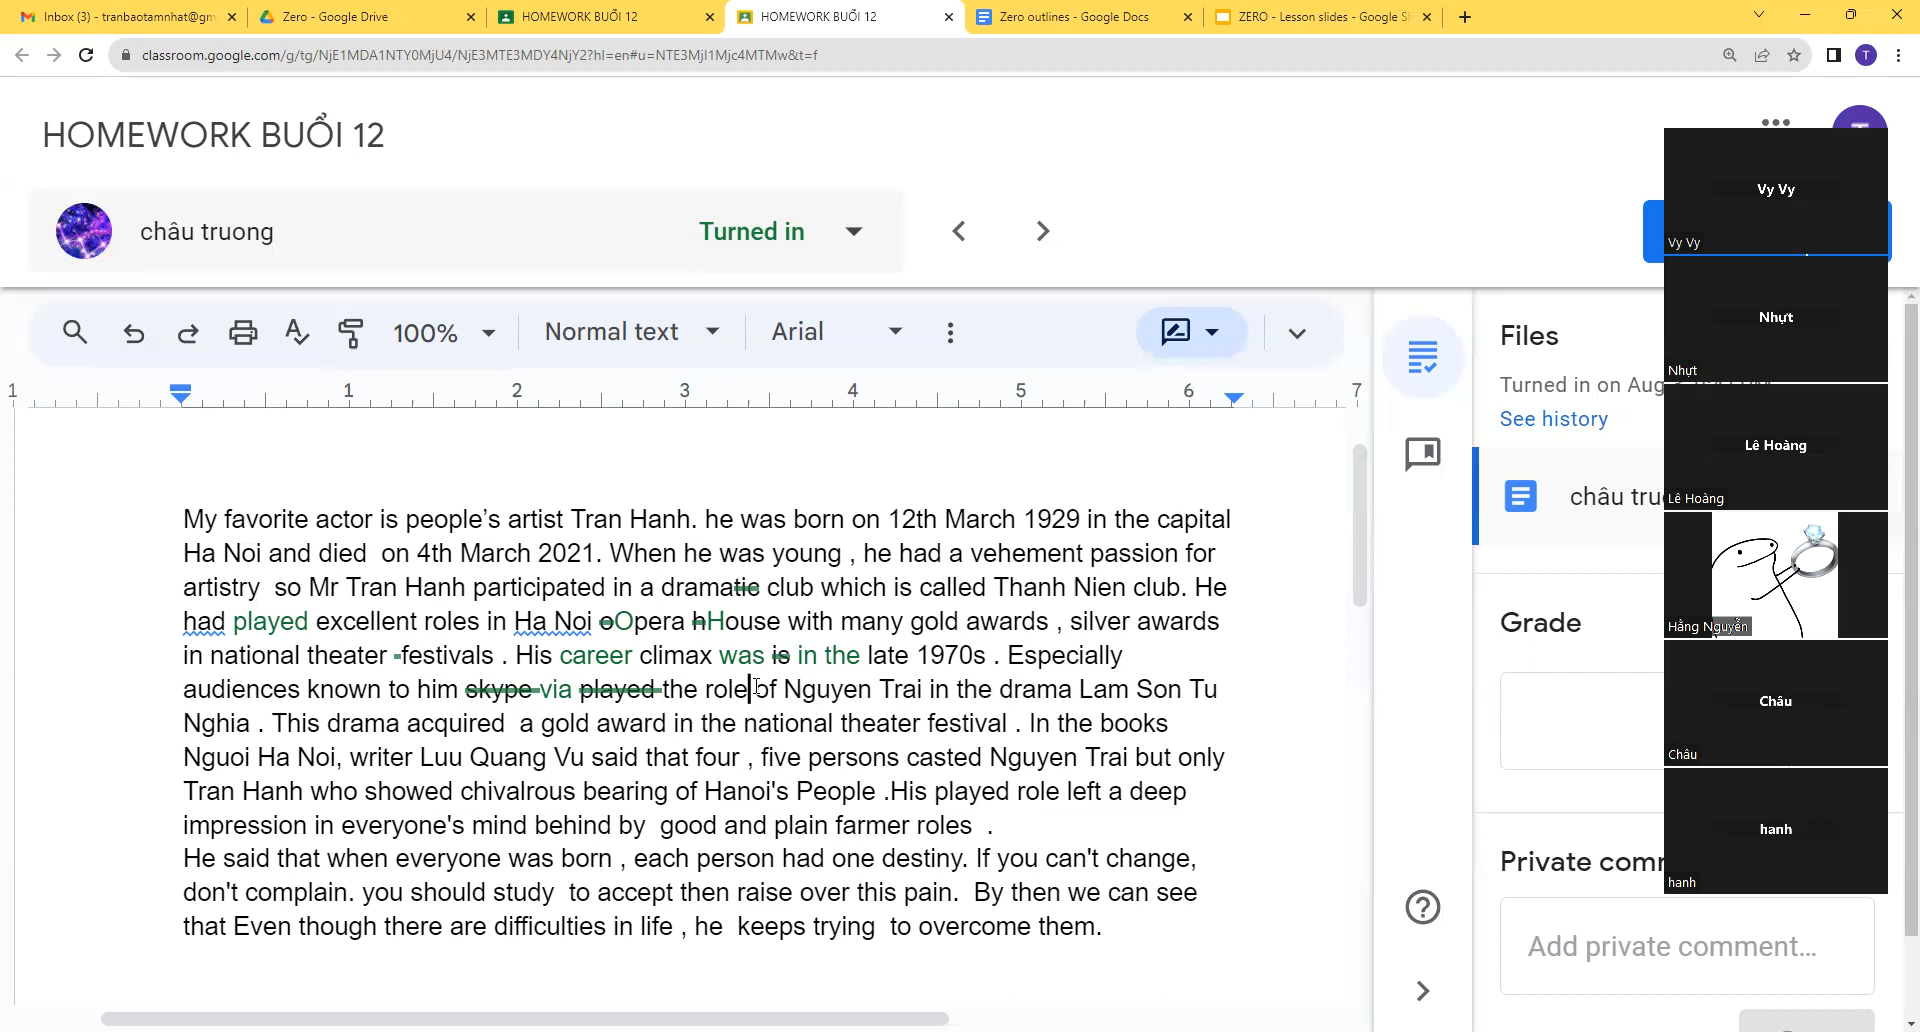 Inbox (3) - tranbaotamnhat@gm
Zero - Google Drive
HOMEWORK BUỔI 12
HOMEWORK BUỔI 12
Zero outlines - Google Docs
ZERO - Lesson slides - Google Sl
classroom.google.com/g/tg/NjE1MDA1NTY0MjU4/NjE3MTE3MDY4NjY2?hl=en#u=NTE3MjI1Mjc4MTMw&t=f
T
HOMEWORK BUỔI 12
châu truong
Turned in
100%
Normal text
Arial
1 1 2 3 4 5 6 7
My favorite actor is people’s artist Tran Hanh. he was born on 12th March 1929 in the capital
Ha Noi and died on 4th March 2021. When he was young , he had a vehement passion for
artistry so Mr Tran Hanh participated in a dramatic club which is called Thanh Nien club. He
had played excellent roles in Ha Noi oOpera hHouse with many gold awards , silver awards
in national theater -festivals . His career climax was is in the late 1970s . Especially
audiences known to him skype via played the role of Nguyen Trai in the drama Lam Son Tu
Nghia . This drama acquired a gold award in the national theater festival . In the books
Nguoi Ha Noi, writer Luu Quang Vu said that four , five persons casted Nguyen Trai but only
Tran Hanh who showed chivalrous bearing of Hanoi's People .His played role left a deep
impression in everyone's mind behind by good and plain farmer roles .
He said that when everyone was born , each person had one destiny. If you can't change,
don't complain. you should study to accept then raise over this pain. By then we can see
that Even though there are difficulties in life , he keeps trying to overcome them.
Files
Turned in on Aug
See history
châu tru
Grade
Private comm
Add private comment...
Vy Vy
Vy Vy
Nhựt
Nhựt
Lê Hoàng
Lê Hoàng
Hằng Nguyễn
Châu
Châu
hanh
hanh